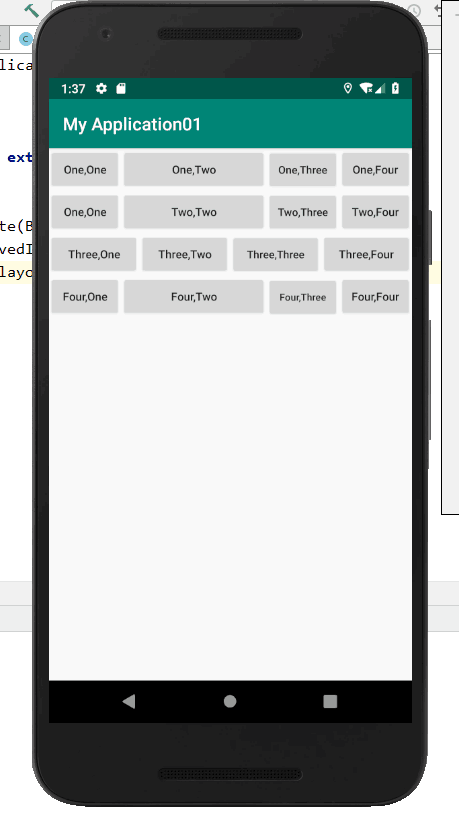 lica
1:37
My Application01
ext
One,One One,Two One,Three One,Four
One,One Two,Two Two,Three Two,Four
te(B
vedI
Three,One Three,Two Three,Three Three,Four
layo
Four,One Four,Two Four,Three Four,Four